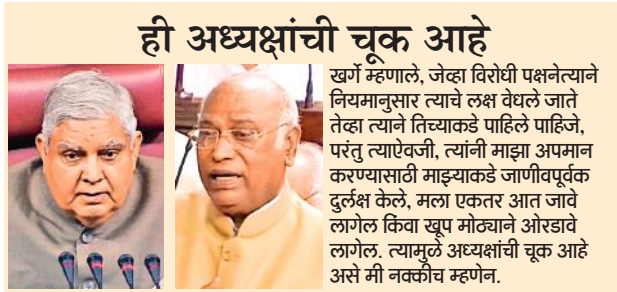 ही अध्यक्षांची चूक आहे
खर्गे म्हणाले, जेव्हा विरोधी पक्षनेत्याने
नियमानुसार त्याचे लक्ष वेधले जाते
तेव्हा त्याने तिच्याकडे पाहिले पाहिजे,
परंतु त्याऐवजी, त्यांनी माझा अपमान
करण्यासाठी माझ्याकडे जाणीवपूर्वक
दुर्लक्ष केले, मला एकतर आत जावे
लागेल किंवा खूप मोठ्याने ओरडावे
लागेल. त्यामुळे अध्यक्षांची चूक आहे
असे मी नक्कीच म्हणेन.